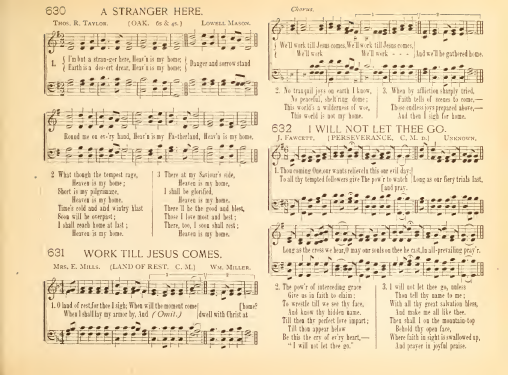 630 A STRANGER HERE.
THOS. R. TAYLOR. (OAK. 6s & 4s.) LOWELL MASON.
1. { I'm but a stran-ger here, Heav'n is my home;
{ Earth is a des-ert drear, Heav'n is my home; } Danger and sorrow stand
Round me on ev'ry hand, Heav'n is my Fa-therland, Heav'n is my home.
2 What though the tempest rage,
Heaven is my home;
Short is my pilgrimage,
Heaven is my home.
Time's cold and and wintry blast
Soon will be overpast;
I shall reach home at last;
Heaven is my home.
3 There at my Saviour's side,
Heaven is my home,
I shall be glorified,
Heaven is my home.
There'll be the good and blest,
Those I love most and best;
There, too, I soon shall rest;
Heaven is my home.
631 WORK TILL JESUS COMES.
MRS. E. MILLS. (LAND OF REST. C. M.) WM. MILLER.
1. O land of rest, for thee I sigh; When will the moment come [home?
When I shall lay my armor by, And (Omit.) dwell with Christ at
Chorus.
We'll work till Jesus comes, We'll work till Jesus comes,
We'll work And we'll be gathered home.
2. No tranquil joys on earth I know,
No peaceful, shelt'ring dome;
This world's a wilderness of woe,
This world is not my home.
3. When by affliction sharply tried,
Earth tells of scenes to come,—
These endless joys prepared above,—
And then I sigh for home.
632 I WILL NOT LET THEE GO.
J. FAWCETT. (PERSEVERANCE, C. M. D.) UNKNOWN.
1. Thou coming One, our wants relieve In this our evil day;
To all thy tempted followers give The pow'r to watch [and pray.
Long as our fiery trials last,
Long as the cross we bear, O may our souls on thee be cast, In all-prevailing pray'r.
2. The pow'r of interceding grace
Give us in faith to claim;
To wrestle till we see thy face,
And know thy hidden name.
Till thou thy perfect love impart;
Till thou appear below
Be this the cry of ev'ry heart,—
"I will not let thee go."
3. I will not let thee go, unless
Thou tell thy name to me;
With all thy great salvation bless,
And make me all like thee.
Then shall I on the mountain-top
Behold thy open face,
Where faith in sight is swallowed up,
And prayer in joyful praise.